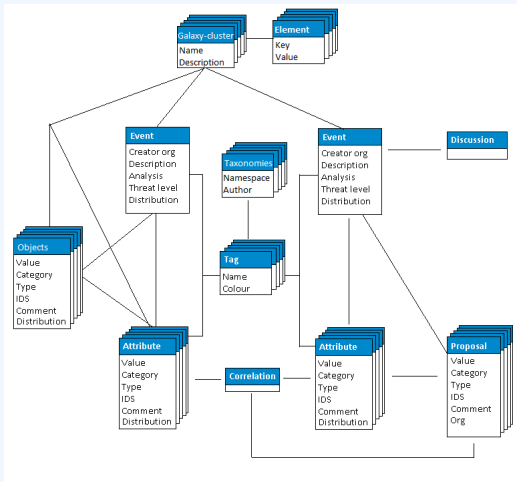 Galaxy-cluster
Name
Description
Element
Key
Value
Event
Creator org
Description
Analysis
Threat level
Distribution
Taxonomies
Namespace
Author
Event
Creator org
Description
Analysis
Threat level
Distribution
Discussion
Objects
Value
Category
Type
IDS
Comment
Distribution
Tag
Name
Colour
Attribute
Value
Category
Type
IDS
Comment
Distribution
Correlation
Attribute
Value
Category
Type
IDS
Comment
Distribution
Proposal
Value
Category
Type
IDS
Comment
Org